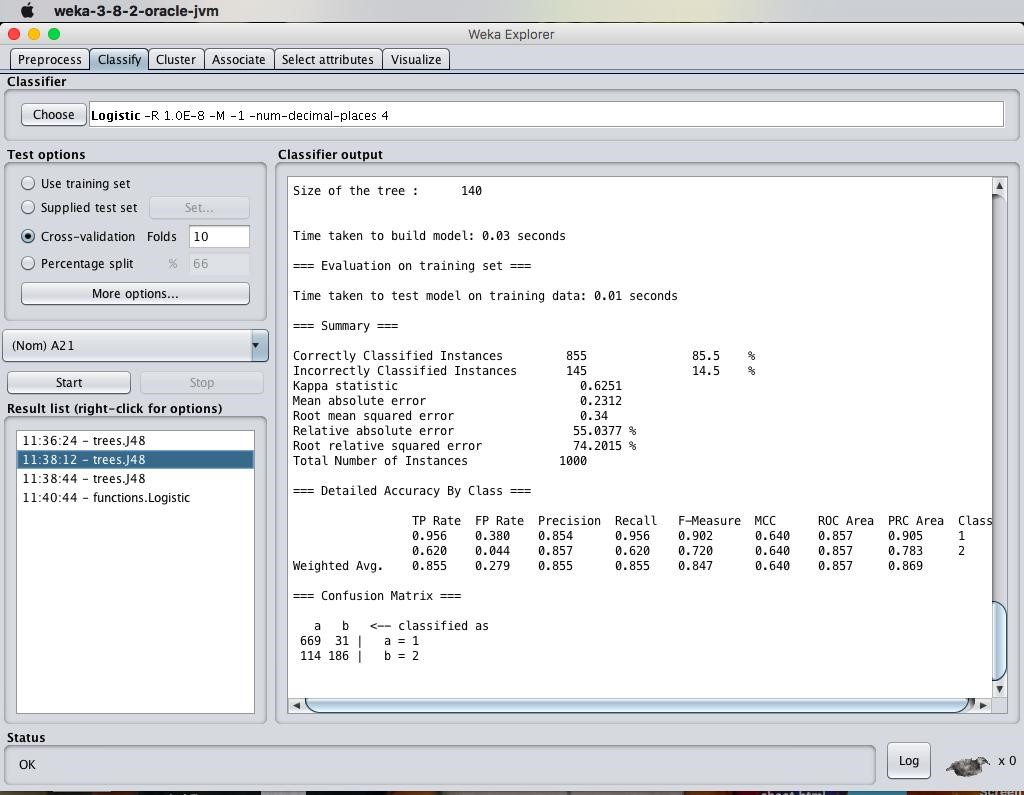 weka-3-8-2-oracle-jvm
Weka Explorer
Preprocess Classify Cluster Associate Select attributes Visualize
Classifier
Choose Logistic -R 1.0E-8 -M -1 -num-decimal-places 4
Test options
Use training set
Supplied test set Set...
Cross-validation Folds 10
Percentage split % 66
More options...
(Nom) A21
Start Stop
Result list (right-click for options)
11:36:24 - trees.J48
11:38:12 - trees.J48
11:38:44 - trees.J48
11:40:44 - functions.Logistic
Classifier output
Size of the tree : 140
Time taken to build model: 0.03 seconds
=== Evaluation on training set ===
Time taken to test model on training data: 0.01 seconds
=== Summary ===
Correctly Classified Instances 855 85.5 %
Incorrectly Classified Instances 145 14.5 %
Kappa statistic 0.6251
Mean absolute error 0.2312
Root mean squared error 0.34
Relative absolute error 55.0377 %
Root relative squared error 74.2015 %
Total Number of Instances 1000
=== Detailed Accuracy By Class ===
TP Rate FP Rate Precision Recall F-Measure MCC ROC Area PRC Area Class
0.956 0.380 0.854 0.956 0.902 0.640 0.857 0.905 1
0.620 0.044 0.857 0.620 0.720 0.640 0.857 0.783 2
Weighted Avg. 0.855 0.279 0.855 0.855 0.847 0.640 0.857 0.869
=== Confusion Matrix ===
a b <-- classified as
669 31 | a = 1
114 186 | b = 2
Status
OK
Log x 0